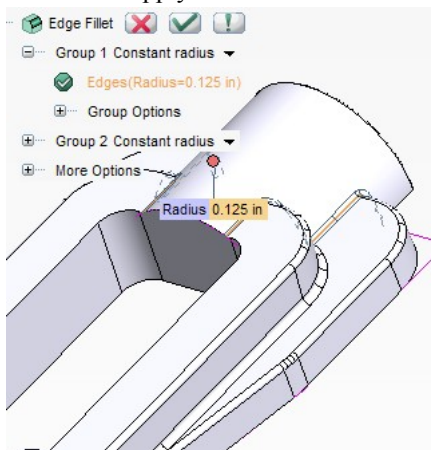 Edge Fillet
Group 1 Constant radius
Edges(Radius=0.125 in)
Group Options
Group 2 Constant radius
More Options
Radius 0.125 in